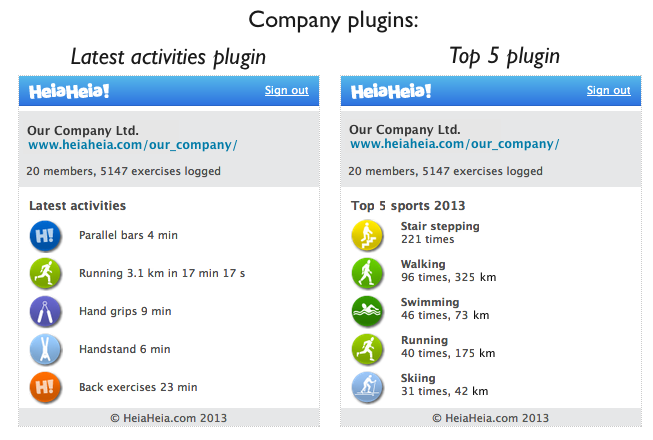 Company plugins:
Latest activities plugin
HeiaHeia!
Sign out
Our Company Ltd.
www.heiaheia.com/our_company/
20 members, 5147 exercises logged
Latest activities
H!
Parallel bars 4 min
Running 3.1 km in 17 min 17 s
Hand grips 9 min
Handstand 6 min
H!
Back exercises 23 min
© HeiaHeia.com 2013
Top 5 plugin
HeiaHeia!
Sign out
Our Company Ltd.
www.heiaheia.com/our_company/
20 members, 5147 exercises logged
Top 5 sports 2013
Stair stepping
221 times
Walking
96 times, 325 km
Swimming
46 times, 73 km
Running
40 times, 175 km
Skiing
31 times, 42 km
© HeiaHeia.com 2013